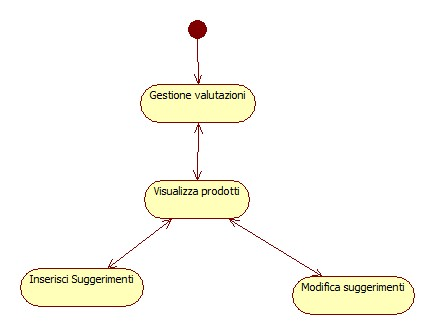 Gestione valutazioni
Visualizza prodotti
Inserisci Suggerimenti
Modifica suggerimenti